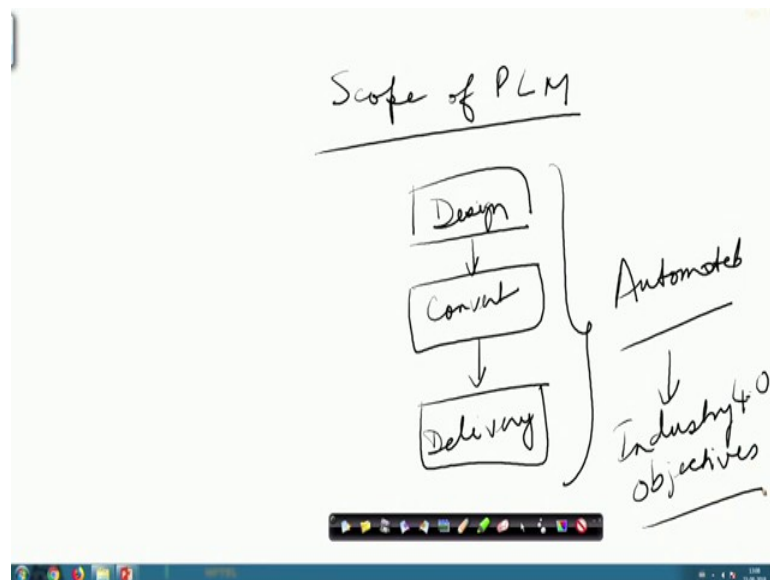 Scope of PLM
Design
Convert
Delivery
Automated
Industry 4.0
objectives